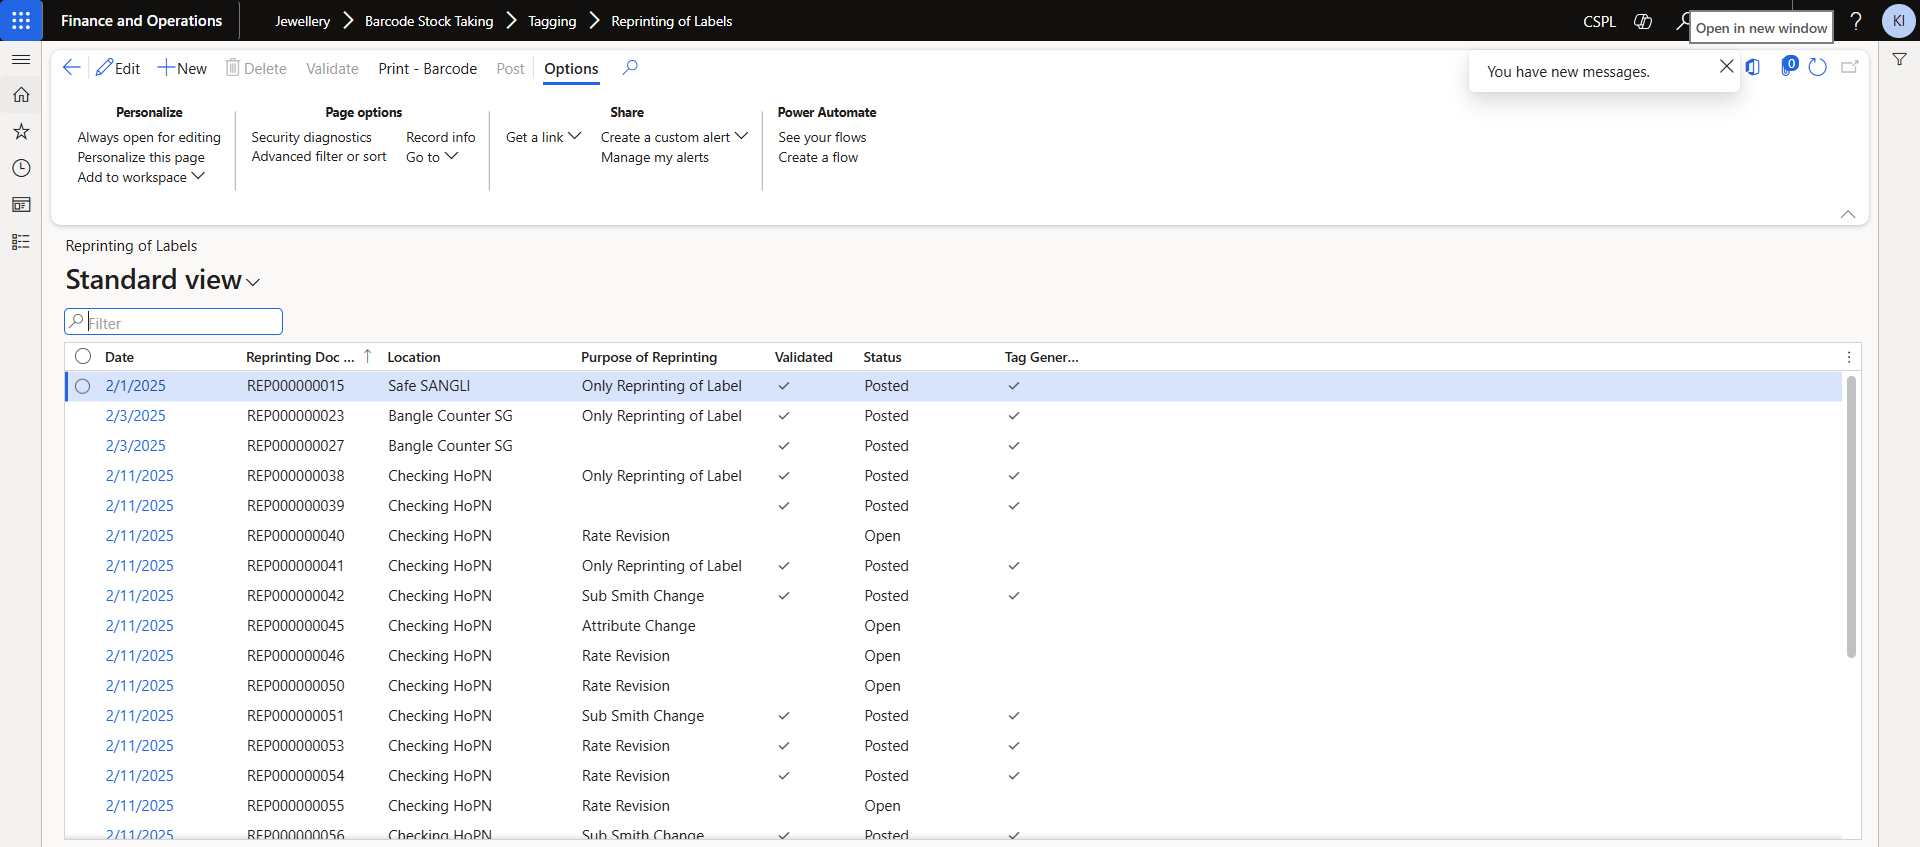 Finance and Operations
Jewellery
Barcode Stock Taking
Tagging
Reprinting of Labels
CSPL
Open in new window
?
KI
Edit
New
Delete
Validate
Print - Barcode
Post
Options
You have new messages.
0
Personalize
Always open for editing
Personalize this page
Add to workspace
Page options
Security diagnostics
Advanced filter or sort
Record info
Go to
Share
Get a link
Create a custom alert
Manage my alerts
Power Automate
See your flows
Create a flow
Reprinting of Labels
Standard view
Filter
Date Reprinting Doc ... Location Purpose of Reprinting Validated Status Tag Gener...
2/1/2025 REP000000015 Safe SANGLI Only Reprinting of Label Posted
2/3/2025 REP000000023 Bangle Counter SG Only Reprinting of Label Posted
2/3/2025 REP000000027 Bangle Counter SG Posted
2/11/2025 REP000000038 Checking HoPN Only Reprinting of Label Posted
2/11/2025 REP000000039 Checking HoPN Posted
2/11/2025 REP000000040 Checking HoPN Rate Revision Open
2/11/2025 REP000000041 Checking HoPN Only Reprinting of Label Posted
2/11/2025 REP000000042 Checking HoPN Sub Smith Change Posted
2/11/2025 REP000000045 Checking HoPN Attribute Change Open
2/11/2025 REP000000046 Checking HoPN Rate Revision Open
2/11/2025 REP000000050 Checking HoPN Rate Revision Open
2/11/2025 REP000000051 Checking HoPN Sub Smith Change Posted
2/11/2025 REP000000053 Checking HoPN Rate Revision Posted
2/11/2025 REP000000054 Checking HoPN Rate Revision Posted
2/11/2025 REP000000055 Checking HoPN Rate Revision Open
2/11/2025 REP000000056 Checking HoPN Sub Smith Change Posted